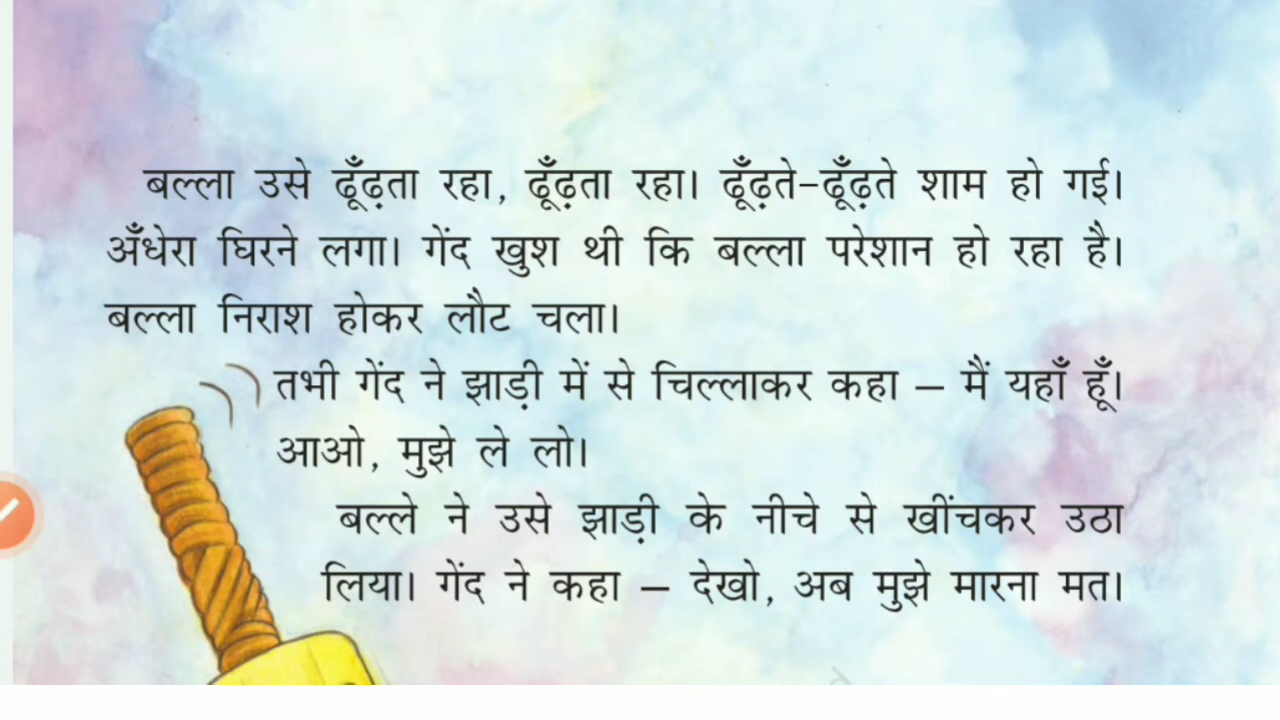 बल्ला उसे ढूँढ़ता रहा, ढूँढ़ता रहा। ढूँढ़ते-ढूँढ़ते शाम हो गई।
अँधेरा घिरने लगा। गेंद खुश थी कि बल्ला परेशान हो रहा है।
बल्ला निराश होकर लौट चला।
तभी गेंद ने झाड़ी में से चिल्लाकर कहा – मैं यहाँ हूँ।
आओ, मुझे ले लो।
बल्ले ने उसे झाड़ी के नीचे से खींचकर उठा
लिया। गेंद ने कहा – देखो, अब मुझे मारना मत।